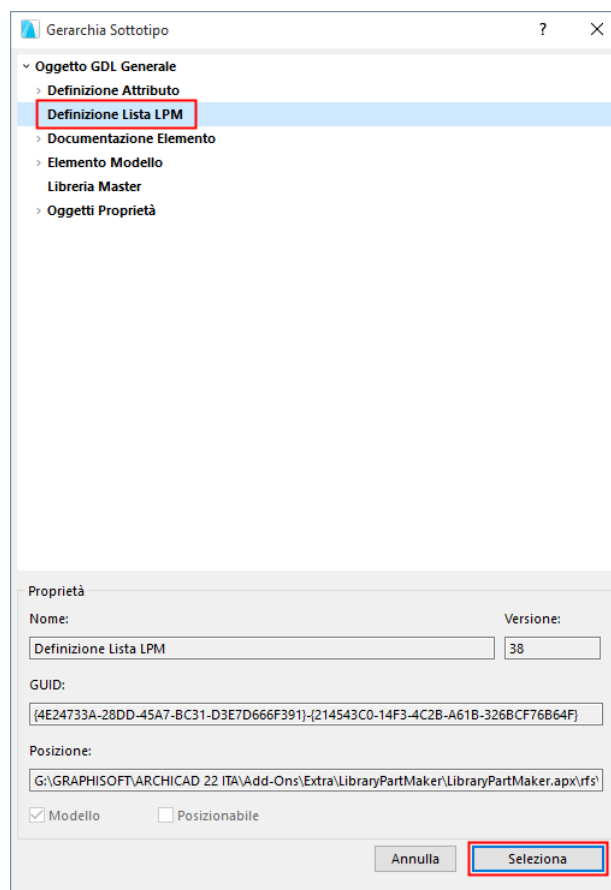 Gerarchia Sottotipo
Oggetto GDL Generale
Definizione Attributo
Definizione Lista LPM
Documentazione Elemento
Elemento Modello
Libreria Master
Oggetti Proprietà
Proprietà
Nome: Versione:
Definizione Lista LPM 38
GUID:
{4E24733A-28DD-45A7-BC31-D3E7D666F391}-{214543C0-14F3-4C2B-A61B-326BCF76B64F}
Posizione:
G:\GRAPHISOFT\ARCHICAD 22 ITA\Add-Ons\Extra\LibraryPartMaker\LibraryPartMaker.apx\rfs\
Modello Posizionabile
Annulla Seleziona